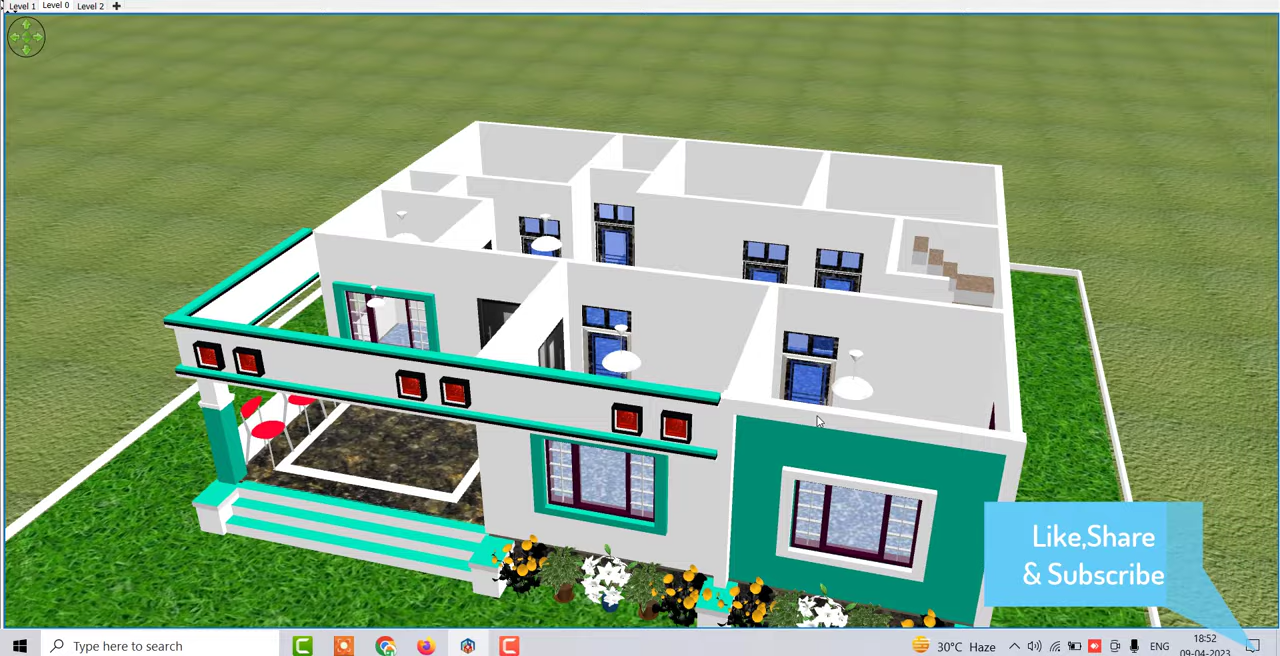 Level 1 Level 0 Level 2
Like,Share
& Subscribe
Type here to search
30°C Haze
ENG
18:52
09-04-2023